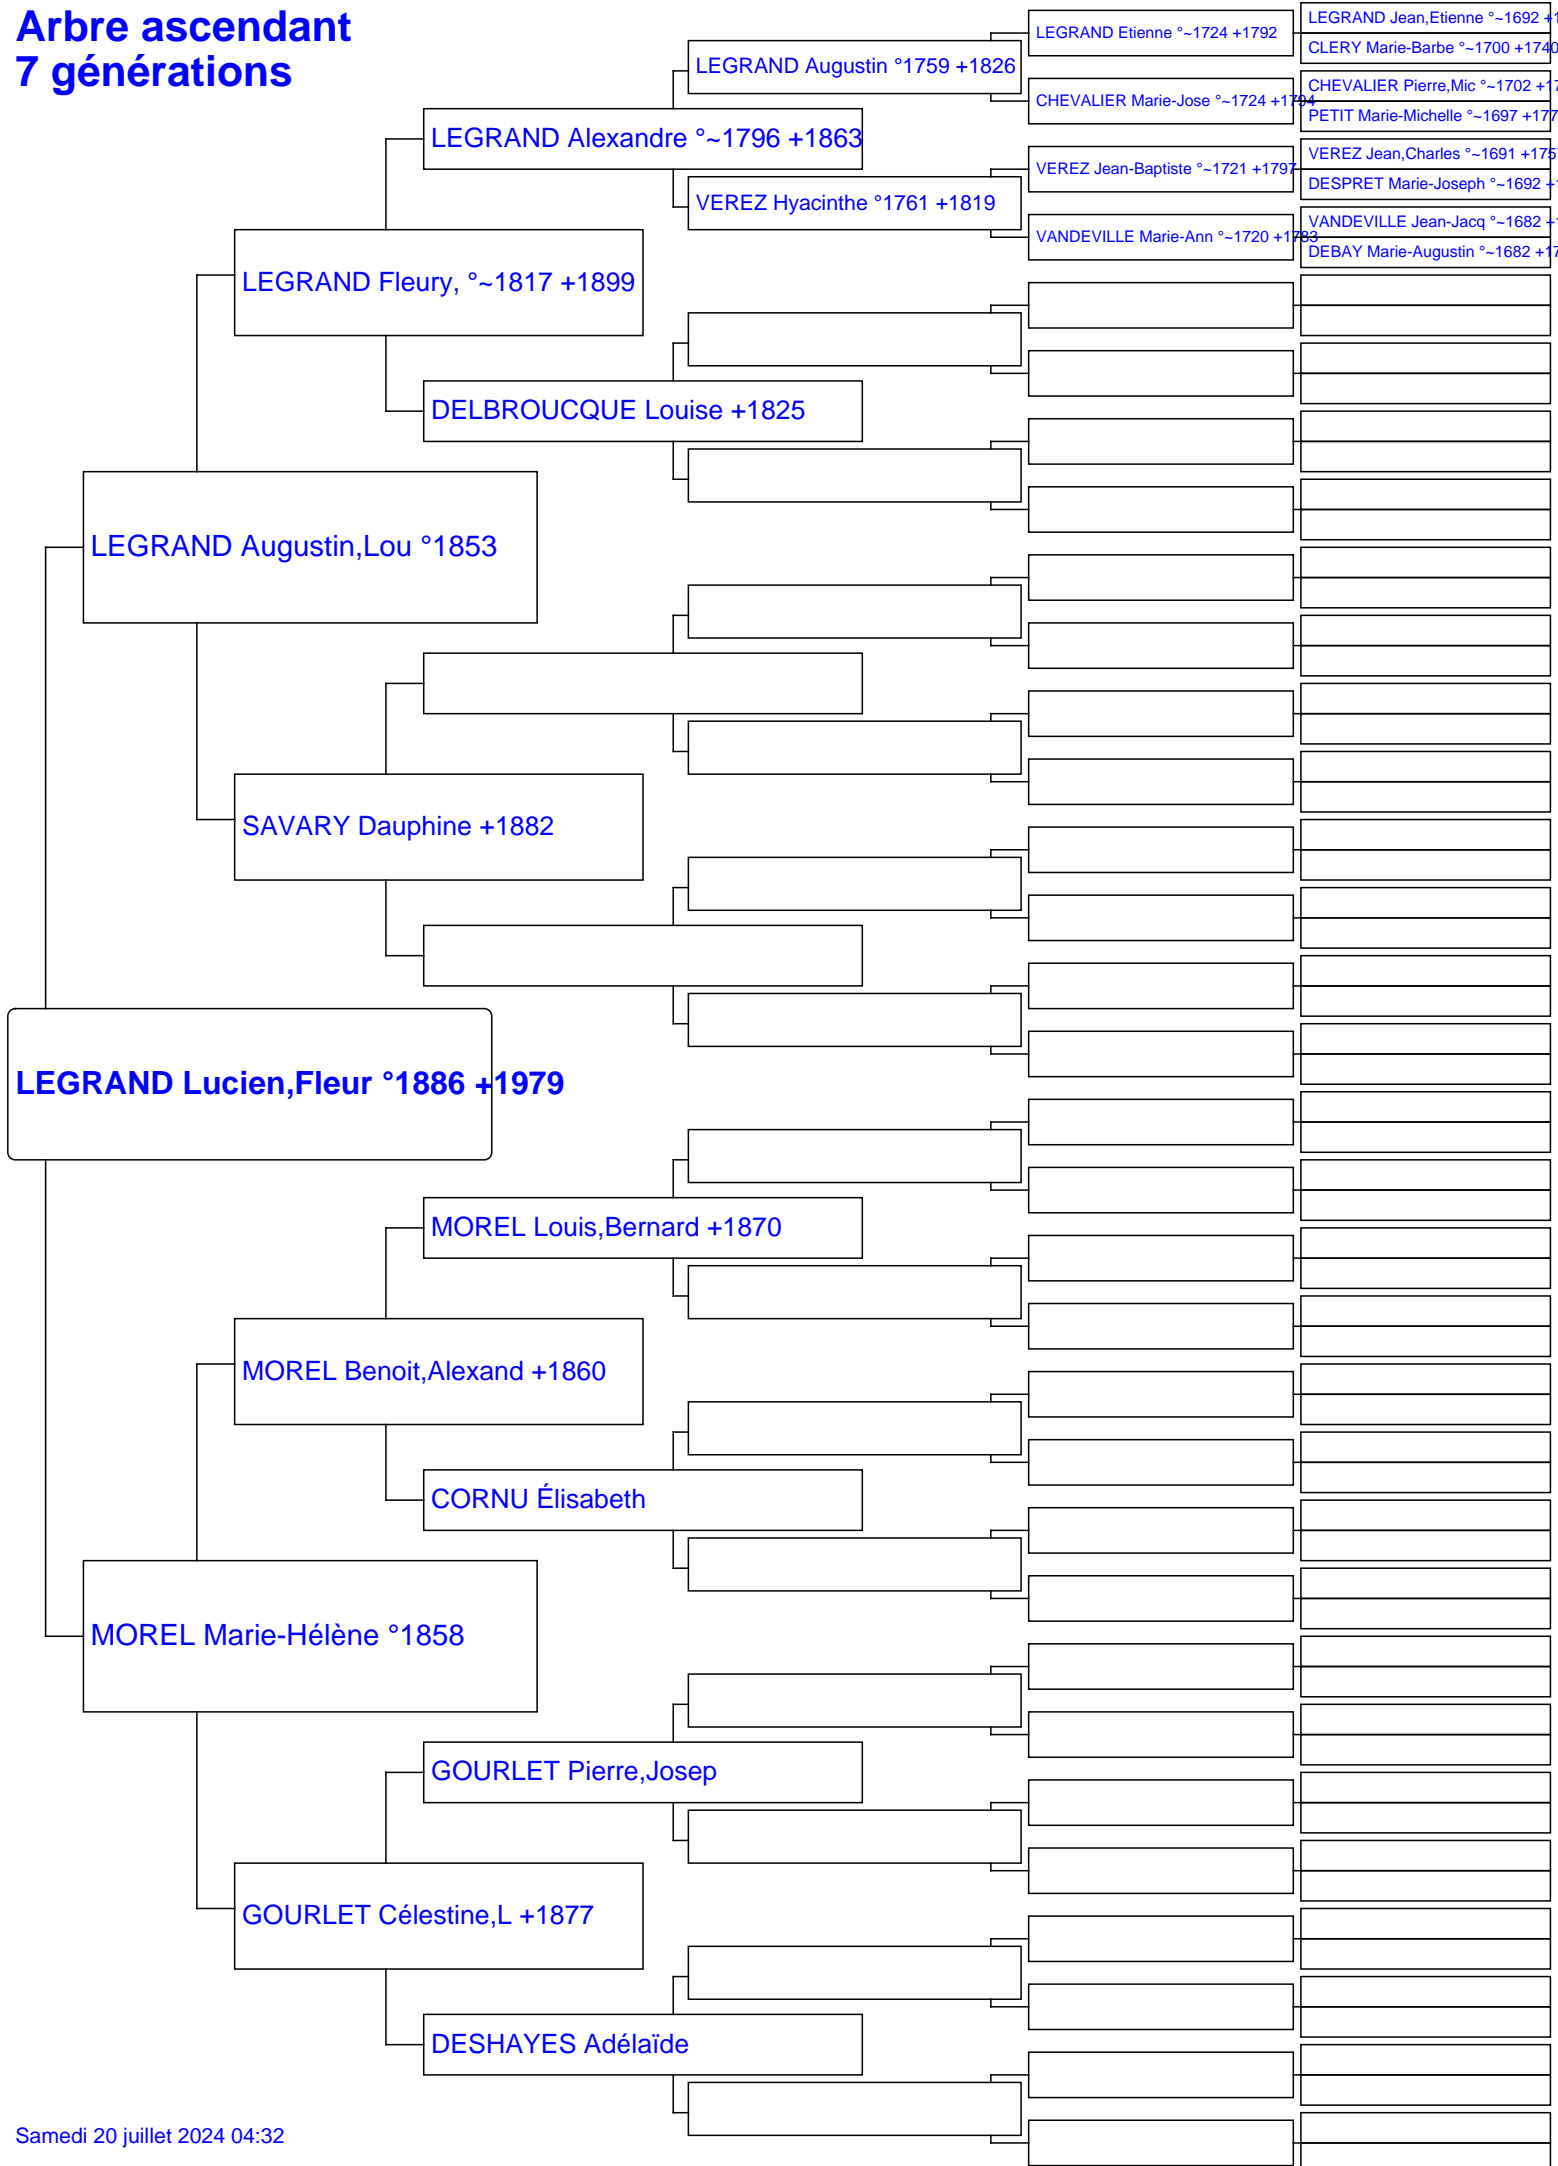 Arbre ascendant
7 générations
LEGRAND Etienne °~1724 +1792
LEGRAND Jean,Etienne °~1692
CLERY Marie-Barbe °~1700 +1740
LEGRAND Augustin °1759 +1826
CHEVALIER Marie-Jose °~1724 +1794
CHEVALIER Pierre,Mic °~1702
PETIT Marie-Michelle °~1697
LEGRAND Alexandre °~1796 +1863
VEREZ Jean-Baptiste °~1721 +1797
VEREZ Jean,Charles °~1691
DESPRET Marie-Joseph °~1692
VEREZ Hyacinthe °1761 +1819
VANDEVILLE Marie-Ann °~1720 +1783
VANDEVILLE Jean-Jacq °~1682
DEBAY Marie-Augustin °~1682
LEGRAND Fleury, °~1817 +1899
DELBROUCQUE Louise +1825
LEGRAND Augustin,Lou °1853
SAVARY Dauphine +1882
LEGRAND Lucien,Fleur °1886 +1979
MOREL Louis,Bernard +1870
MOREL Benoit,Alexand +1860
CORNU Élisabeth
MOREL Marie-Hélène °1858
GOURLET Pierre,Josep
GOURLET Célestine,L +1877
DESHAYES Adélaïde
Samedi 20 juillet 2024 04:32